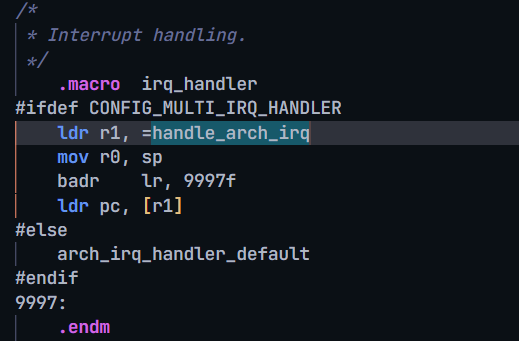 /*
 * Interrupt handling.
 */
    .macro  irq_handler
#ifdef CONFIG_MULTI_IRQ_HANDLER
    ldr r1, =handle_arch_irq
    mov r0, sp
    badr    lr, 9997f
    ldr pc, [r1]
#else
    arch_irq_handler_default
#endif
9997:
    .endm